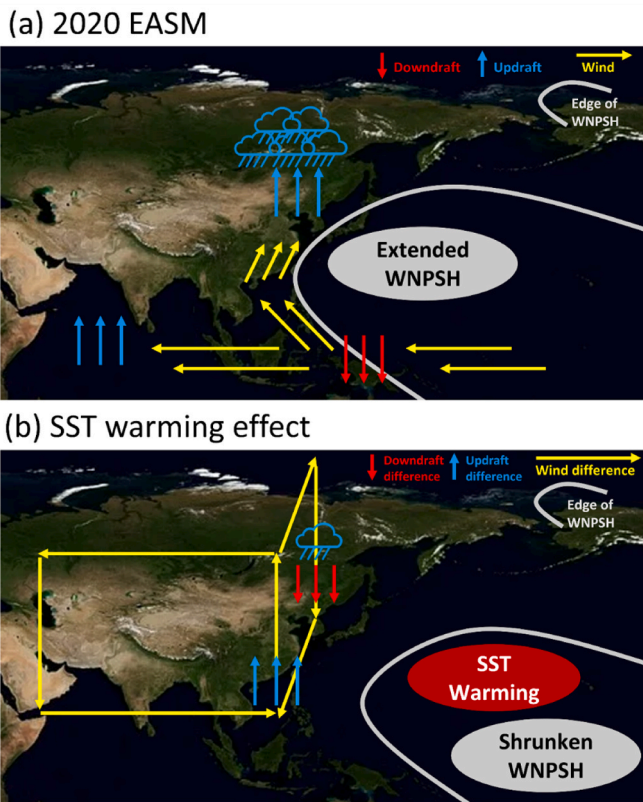 (a) 2020 EASM
Downdraft
Updraft
Wind
Edge of
WNPSH
Extended
WNPSH
(b) SST warming effect
Downdraft
difference
Updraft
difference
Wind difference
Edge of
WNPSH
SST
Warming
Shrunken
WNPSH